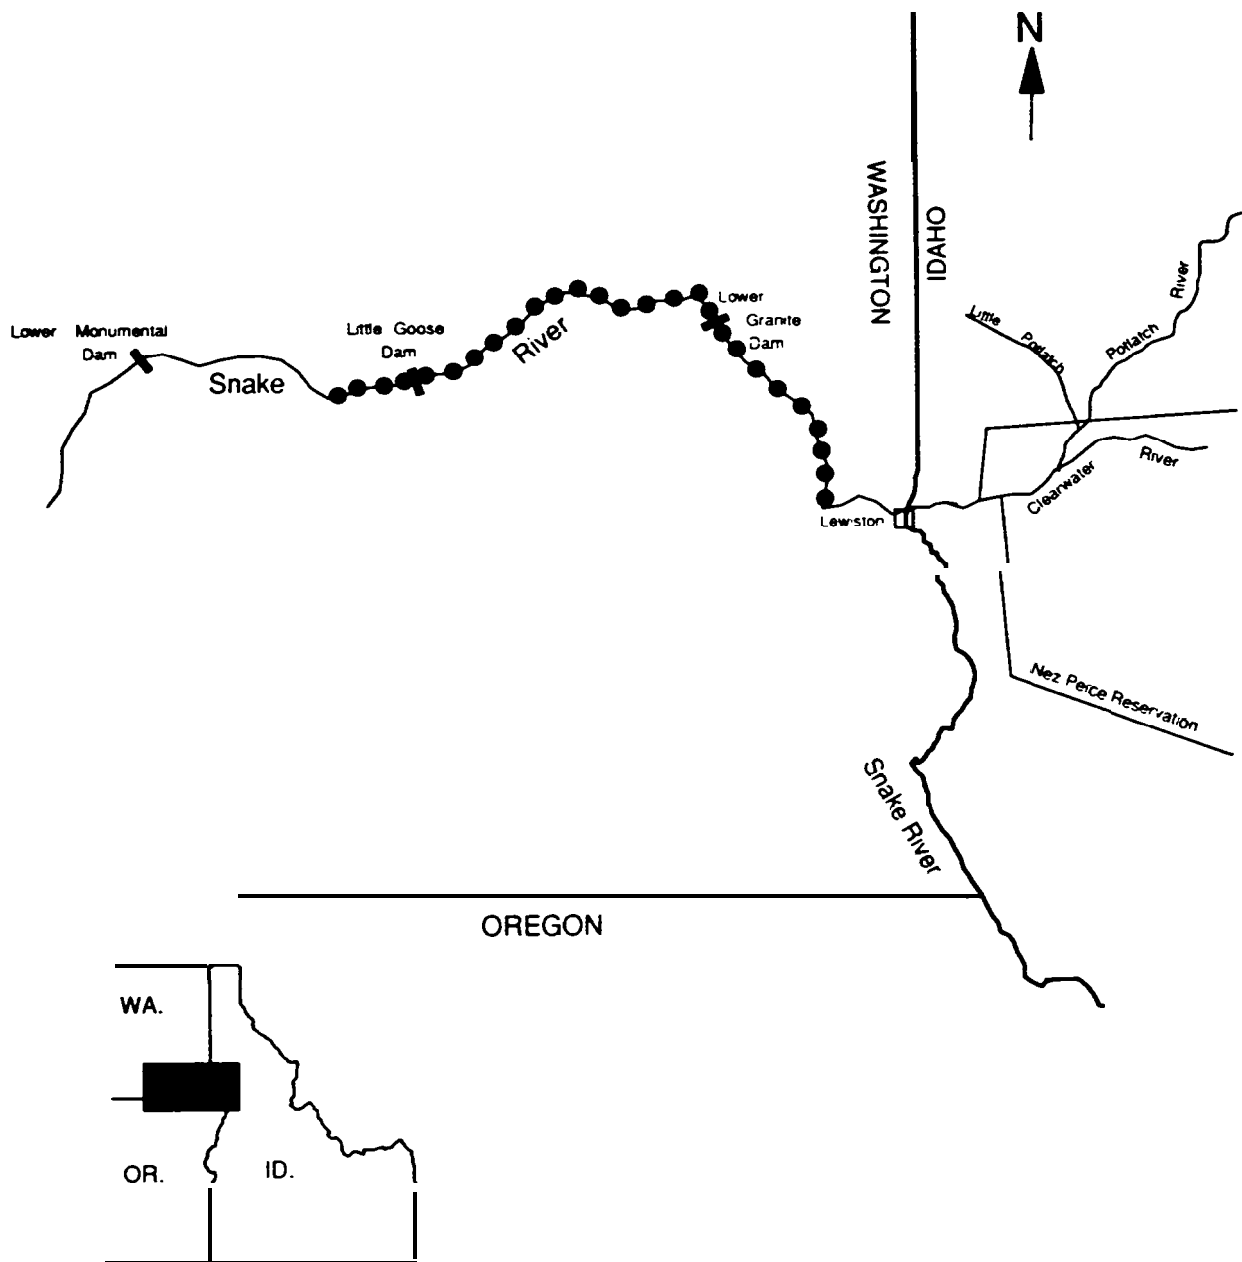 N
WASHINGTON
IDAHO
River
Little
Potlatch
Potlatch
Lower
Granite
Dam
Lower Monumental
Dam
Little Goose
Dam
River
Snake
River
Clearwater
Lewiston
Nez Perce Reservation
Snake River
OREGON
WA.
OR.
ID.